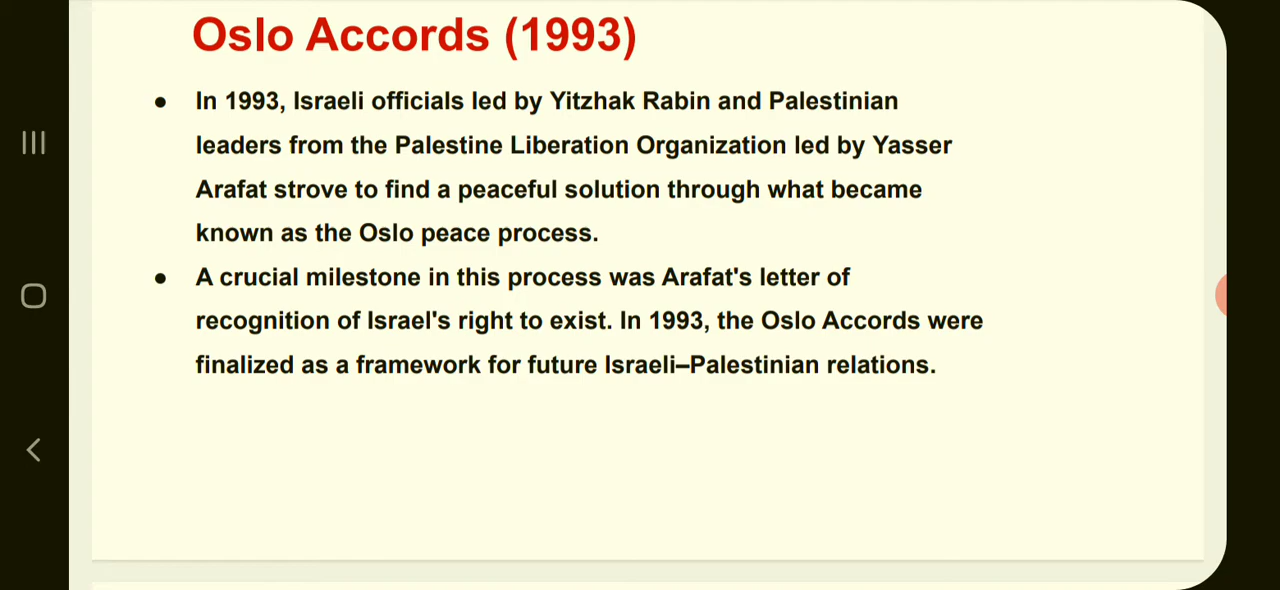 Oslo Accords (1993)
● In 1993, Israeli officials led by Yitzhak Rabin and Palestinian
leaders from the Palestine Liberation Organization led by Yasser
Arafat strove to find a peaceful solution through what became
known as the Oslo peace process.
● A crucial milestone in this process was Arafat's letter of
recognition of Israel's right to exist. In 1993, the Oslo Accords were
finalized as a framework for future Israeli–Palestinian relations.